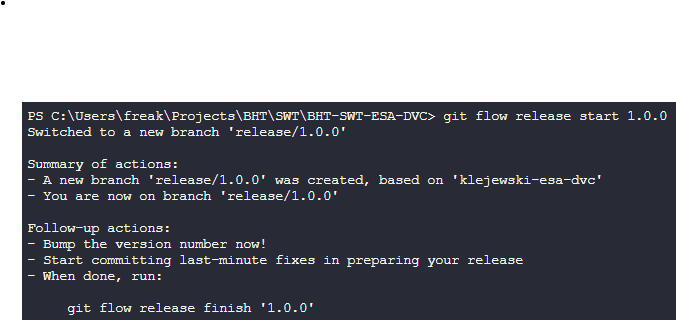 PS C:\Users\freak\Projects\BHT\SWT\BHT-SWT-ESA-DVC> git flow release start 1.0.0
Switched to a new branch 'release/1.0.0'
Summary of actions:
- A new branch 'release/1.0.0' was created, based on 'klejewski-esa-dvc'
- You are now on branch 'release/1.0.0'
Follow-up actions:
- Bump the version number now!
- Start committing last-minute fixes in preparing your release
- When done, run:
git flow release finish '1.0.0'